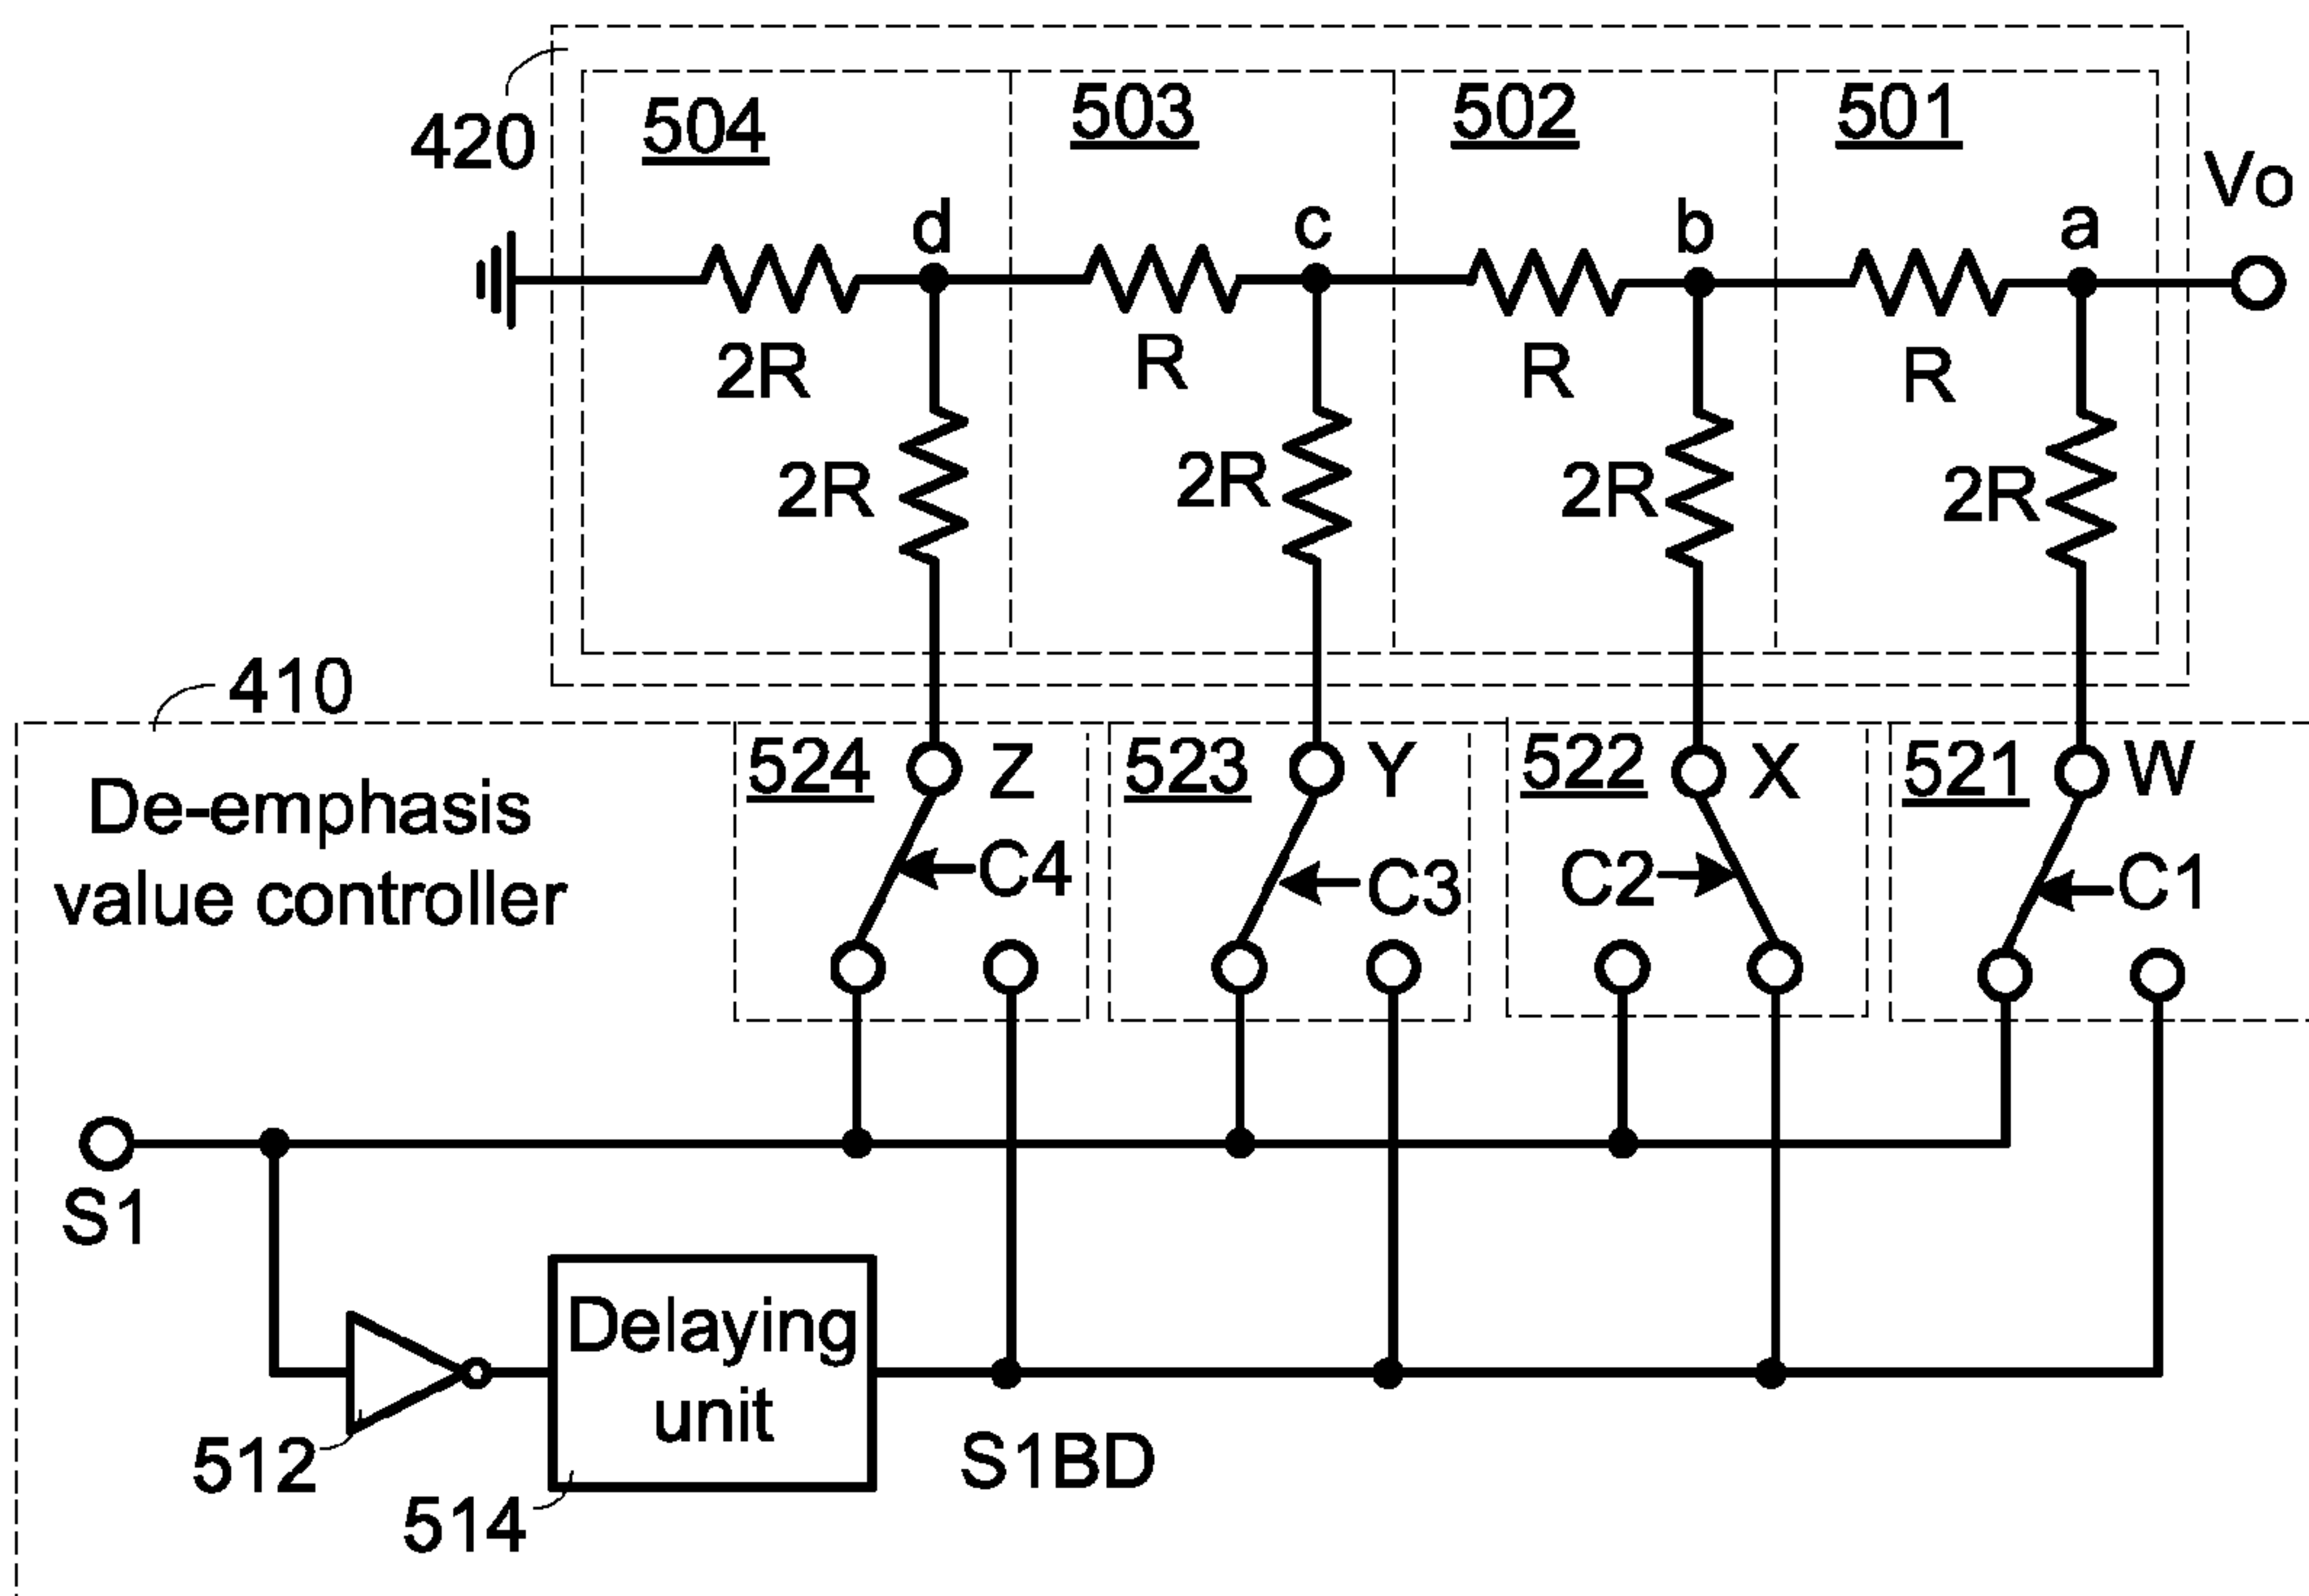 420
504
503
502
501
Vo
d
c
b
a
2R
R
R
R
2R
2R
2R
2R
410
De-emphasis
value controller
524
Z
523
Y
522
X
521
W
C4
C3
C2
C1
S1
Delaying
unit
512
514
S1BD